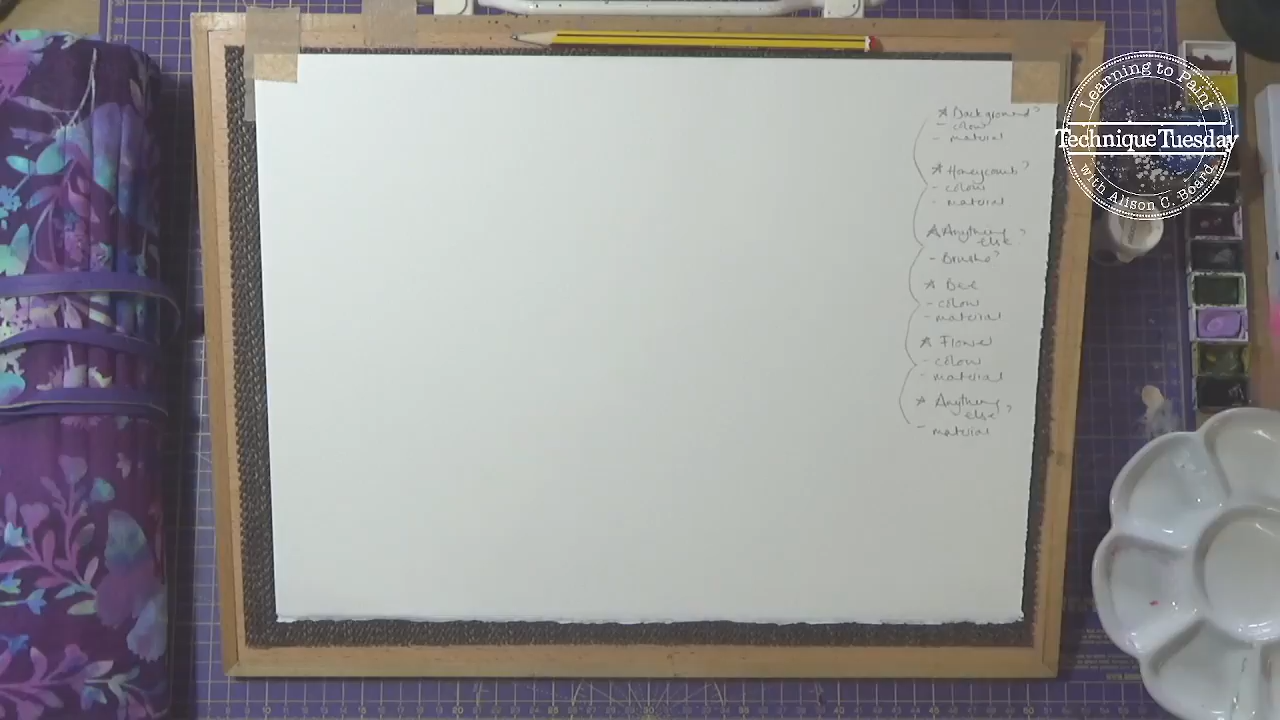 Learning to Paint
Technique Tuesday
with Alison C. Board
* Background?
- colour
- material
* Honeycomb?
- colour
- material
* Anything
else?
- Brusho?
* Bee
- colour
- material
* Flower
- colour
- material
* Anything
else?
- material